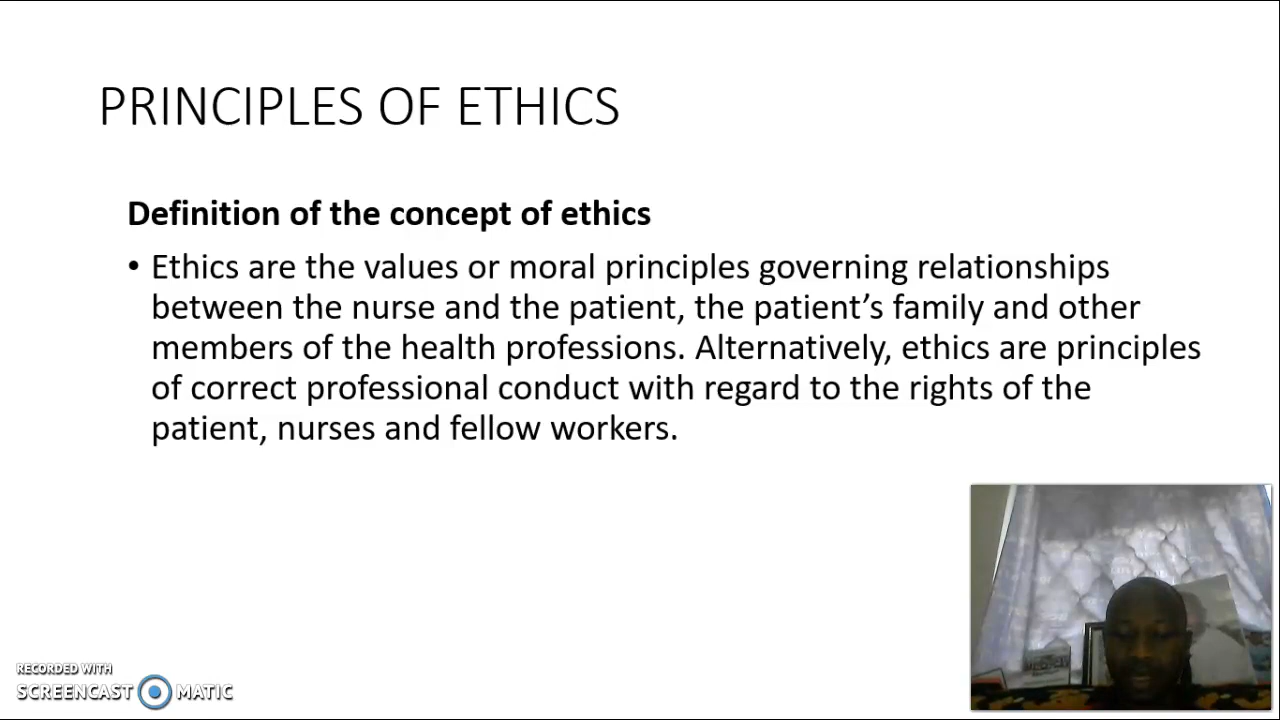 PRINCIPLES OF ETHICS
Definition of the concept of ethics
• Ethics are the values or moral principles governing relationships
between the nurse and the patient, the patient’s family and other
members of the health professions. Alternatively, ethics are principles
of correct professional conduct with regard to the rights of the
patient, nurses and fellow workers.
RECORDED WITH
SCREENCAST MATIC